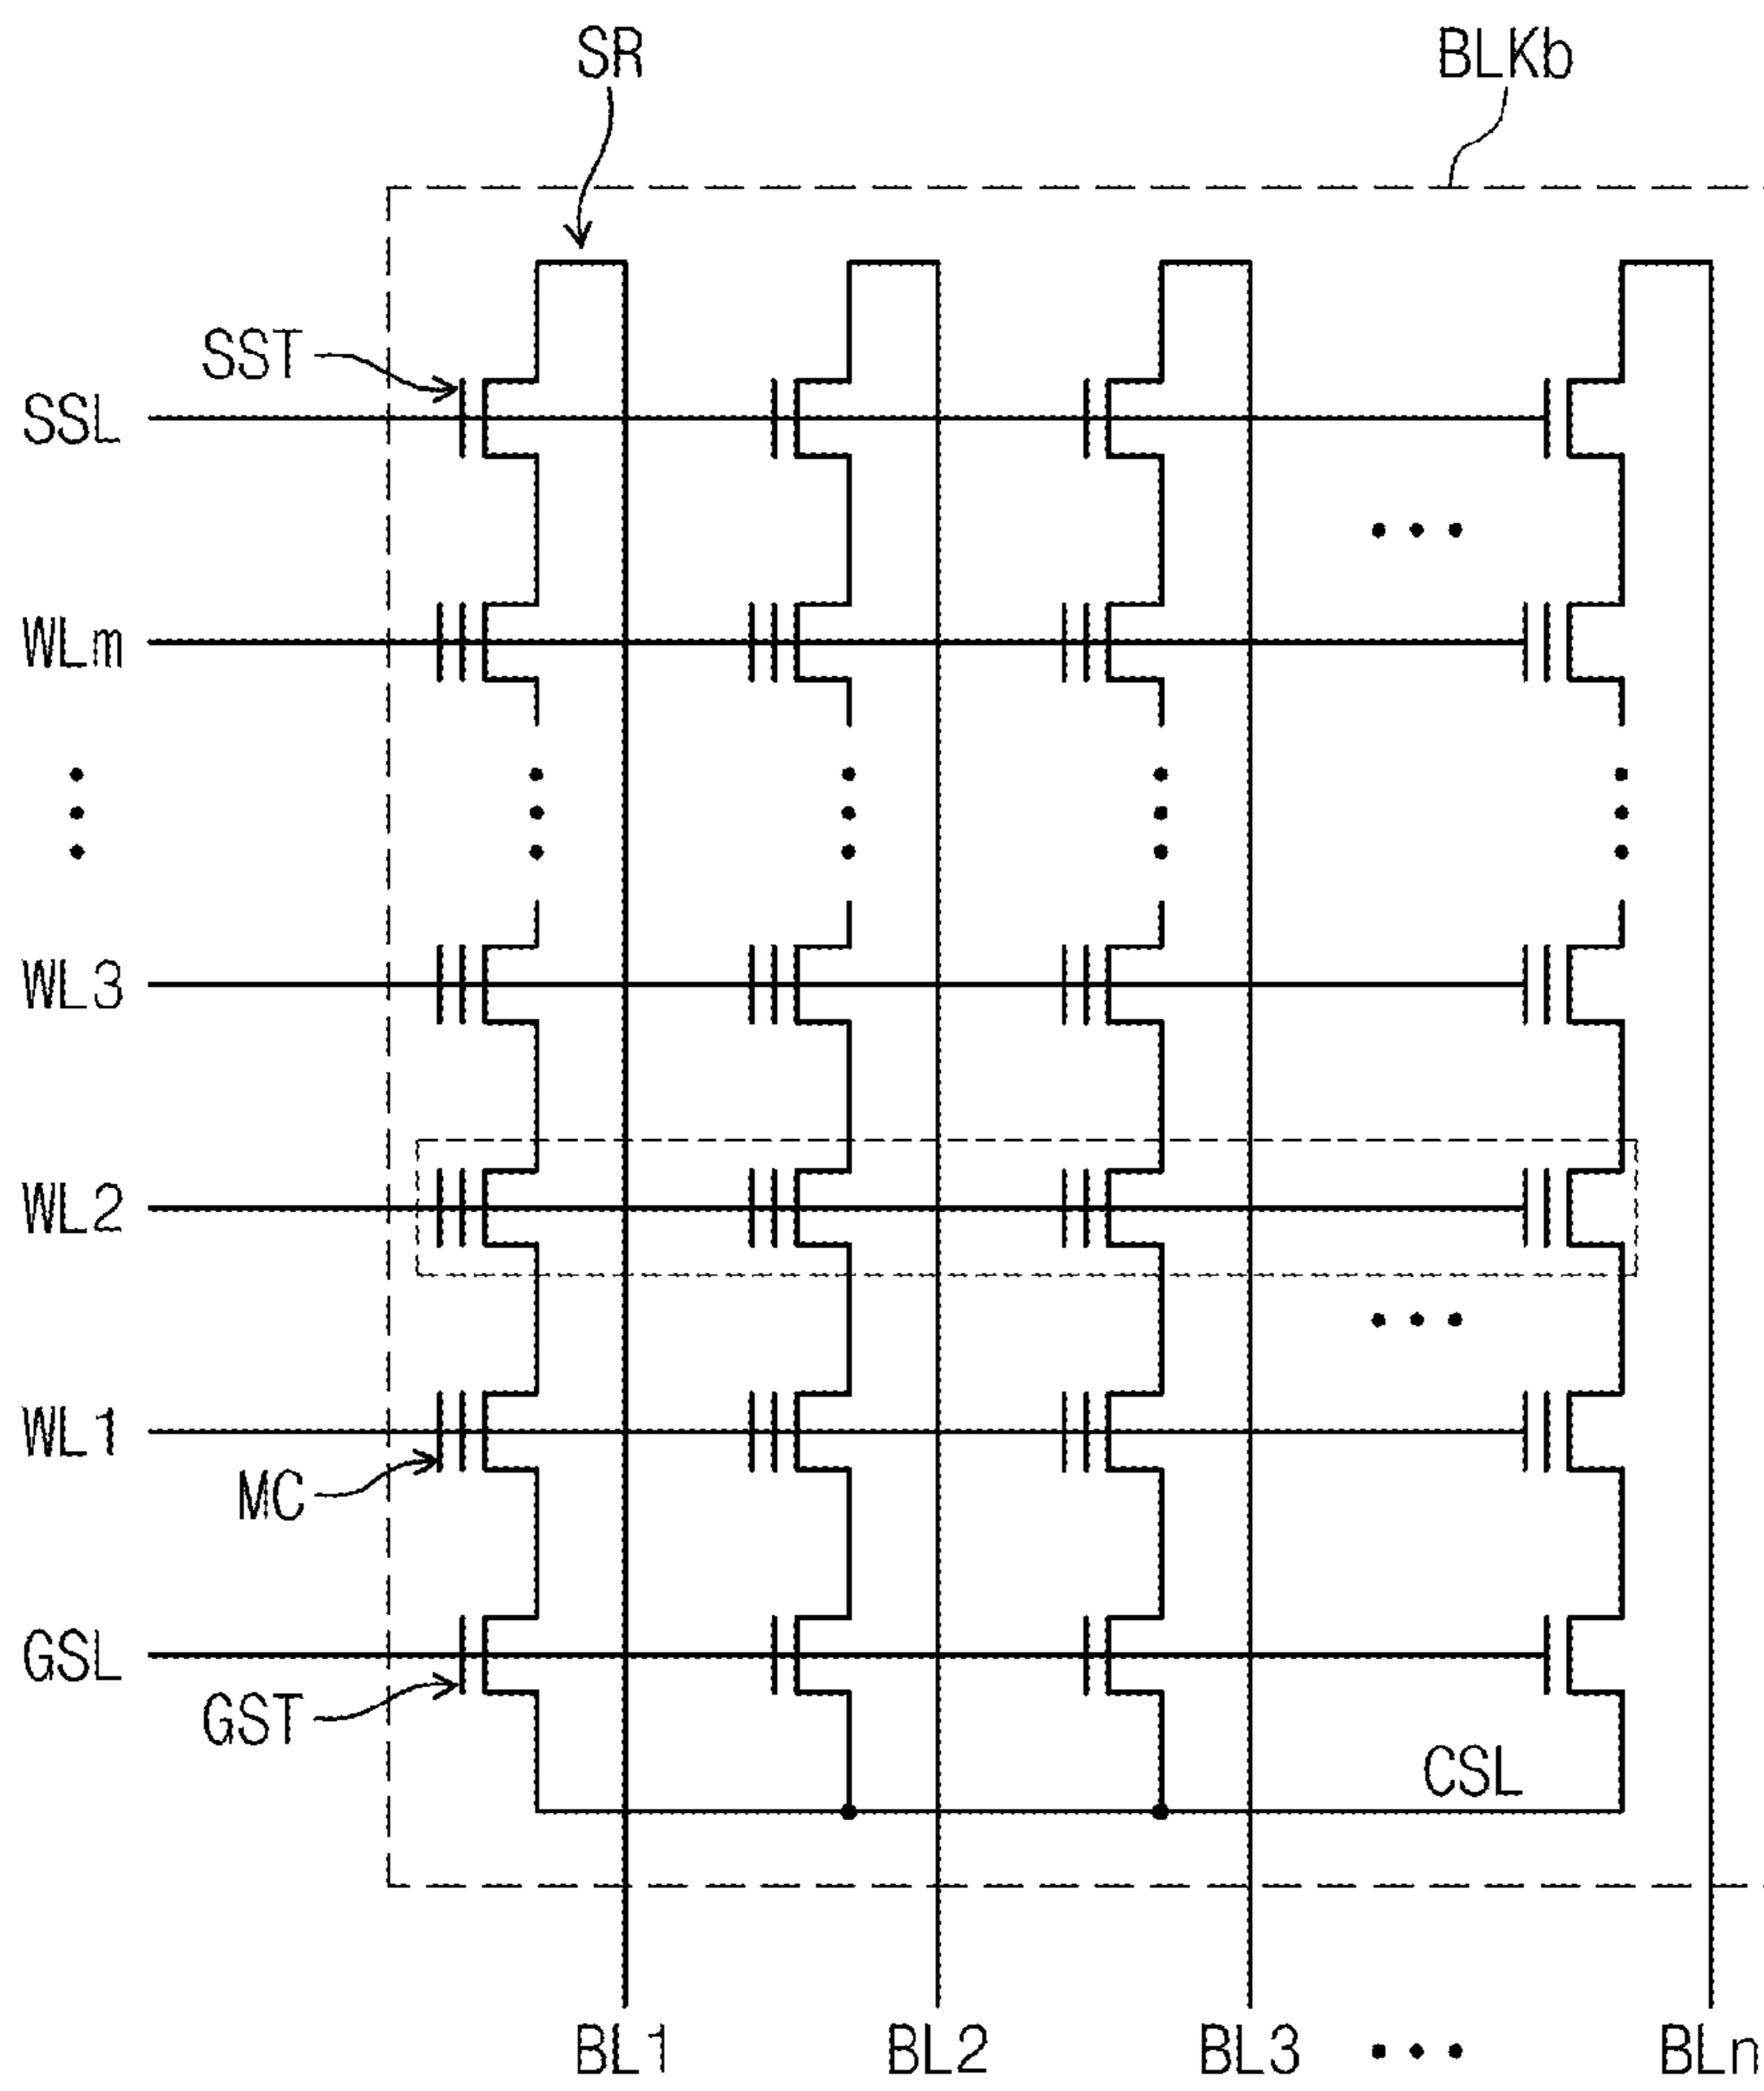 SR
BLKb
SST
SSL
WLm
WL3
WL2
WL1
MC
GSL
GST
CSL
BL1 BL2 BL3 ••• BLn